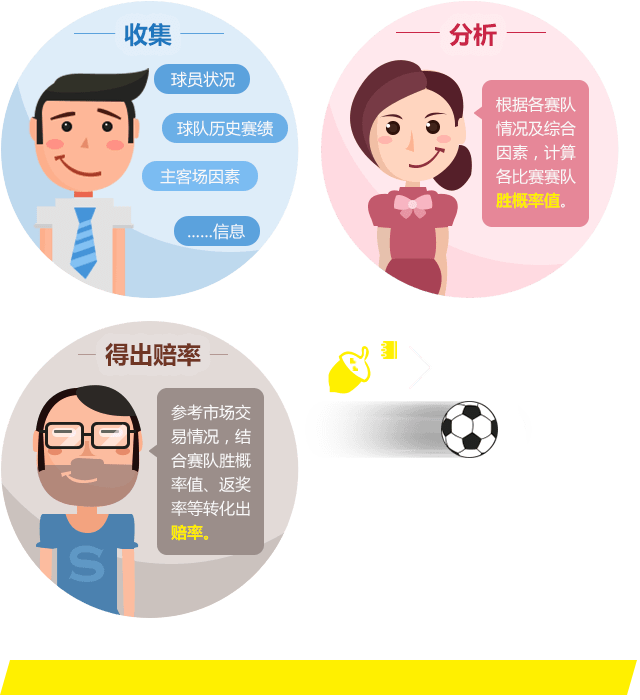 收集
球员状况
球队历史赛绩
主客场因素
……信息
分析
根据各赛队
情况及综合
因素，计算
各比赛赛队
胜概率值。
得出赔率
参考市场交
易情况，结
合赛队胜概
率值、返奖
率等转化出
赔率。
S